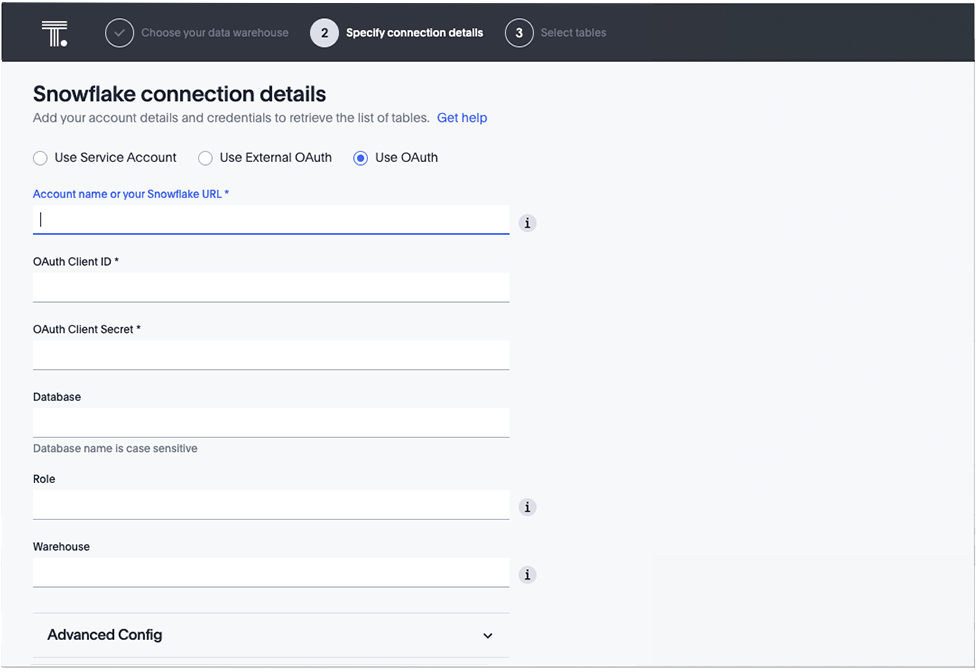 T. Choose your data warehouse 2 Specify connection details 3 Select tables
Snowflake connection details
Add your account details and credentials to retrieve the list of tables. Get help
Use Service Account Use External OAuth Use OAuth
Account name or your Snowflake URL *
i
OAuth Client ID *
OAuth Client Secret *
Database
Database name is case sensitive
Role
i
Warehouse
i
Advanced Config